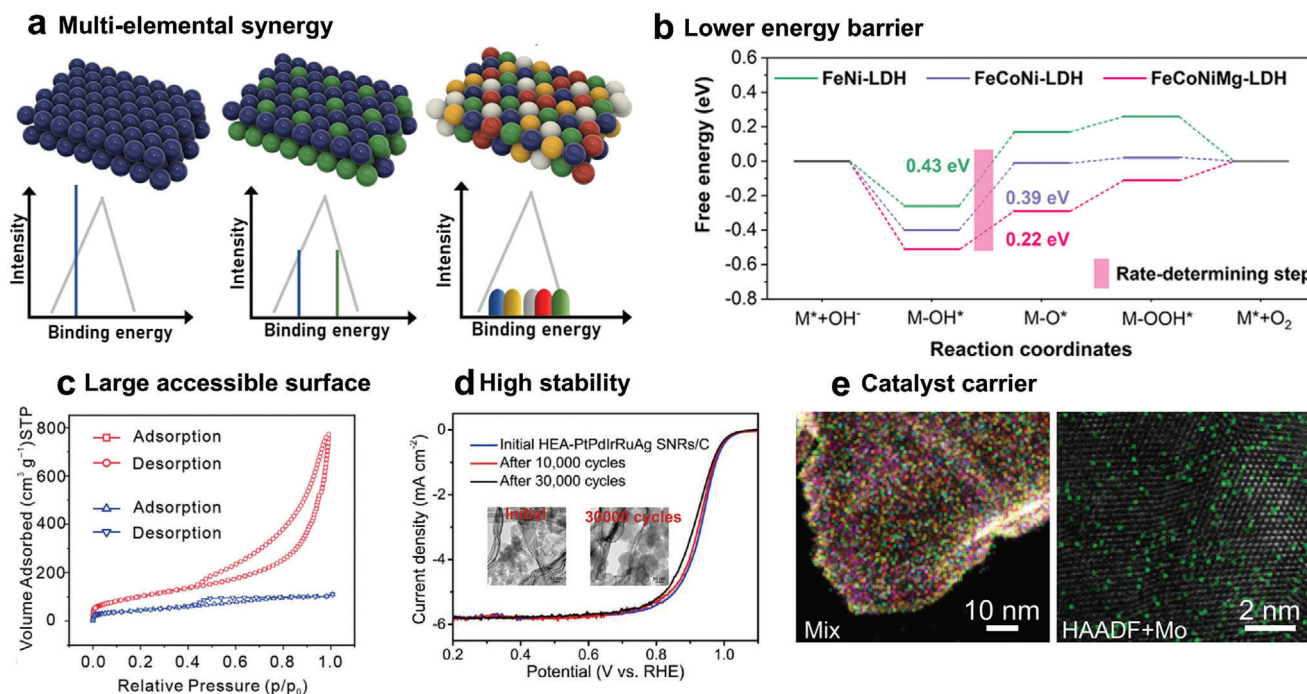 a Multi-elemental synergy
Intensity
Binding energy
Intensity
Binding energy
Intensity
Binding energy
b Lower energy barrier
FeNi-LDH
FeCoNi-LDH
FeCoNiMg-LDH
Free energy (eV)
0.4
0.2
0.0
-0.2
-0.4
-0.6
-0.8
0.43 eV
0.39 eV
0.22 eV
Rate-determining step
M*+OH⁻
M-OH*
M-O*
M-OOH*
M*+O₂
Reaction coordinates
c Large accessible surface
Volume Adsorbed (cm³ g⁻¹)STP
800
600
400
200
0
Adsorption
Desorption
Adsorption
Desorption
0.0
0.2
0.4
0.6
0.8
1.0
Relative Pressure (p/p₀)
d High stability
Current density (mA cm⁻²)
0
-2
-4
-6
Initial HEA-PtPdIrRuAg SNRs/C
After 10,000 cycles
After 30,000 cycles
Initial
30000 cycles
0.2
0.4
0.6
0.8
1.0
Potential (V vs. RHE)
e Catalyst carrier
Mix
10 nm
HAADF+Mo
2 nm